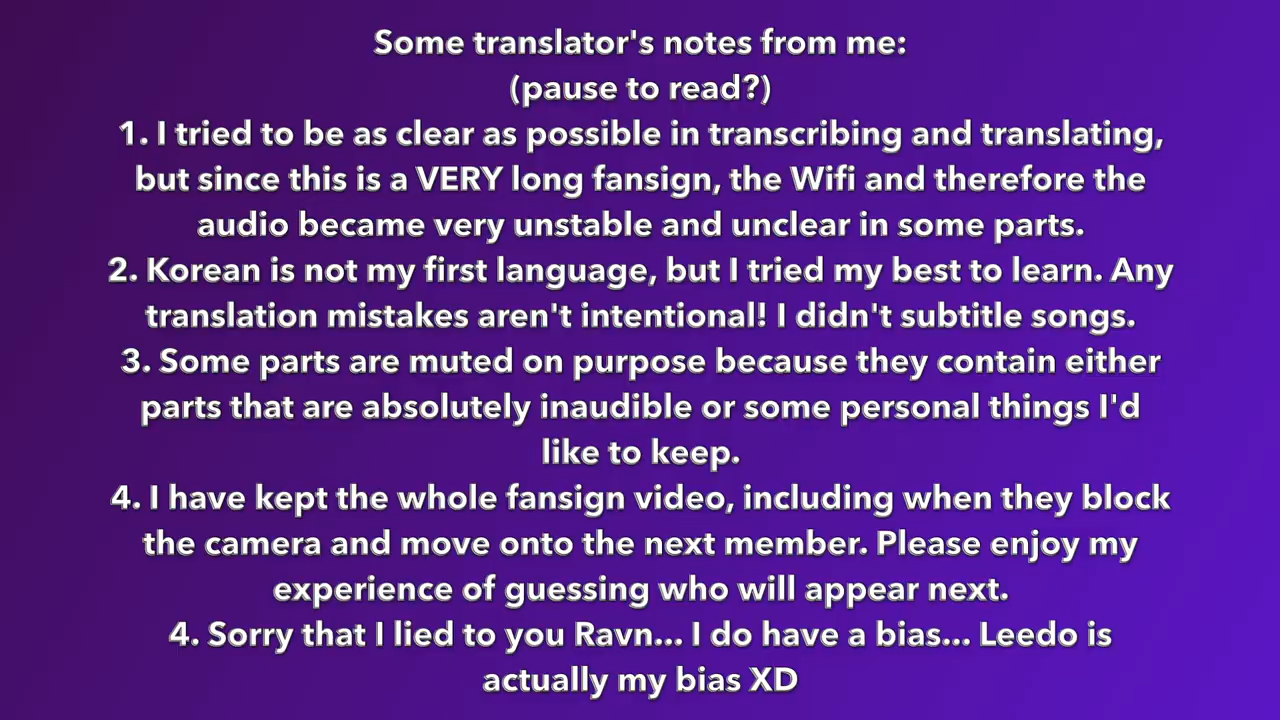 Some translator's notes from me:
(pause to read?)
1. I tried to be as clear as possible in transcribing and translating,
but since this is a VERY long fansign, the Wifi and therefore the
audio became very unstable and unclear in some parts.
2. Korean is not my first language, but I tried my best to learn. Any
translation mistakes aren't intentional! I didn't subtitle songs.
3. Some parts are muted on purpose because they contain either
parts that are absolutely inaudible or some personal things I'd
like to keep.
4. I have kept the whole fansign video, including when they block
the camera and move onto the next member. Please enjoy my
experience of guessing who will appear next.
4. Sorry that I lied to you Ravn... I do have a bias... Leedo is
actually my bias XD